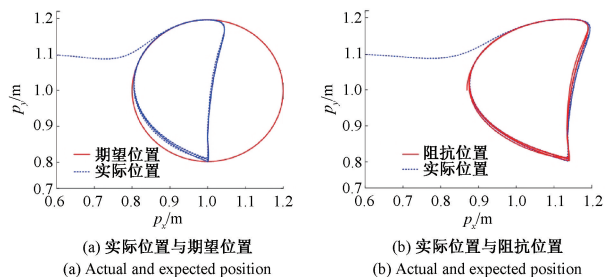 1.2
1.1
1.0
0.9
0.8
0.7
p_y/m
期望位置
实际位置
0.6 0.7 0.8 0.9 1.0 1.1 1.2
p_x/m
(a) 实际位置与期望位置
(a) Actual and expected position
1.2
1.1
1.0
0.9
0.8
0.7
p_y/m
阻抗位置
实际位置
0.6 0.7 0.8 0.9 1.0 1.1 1.2
p_x/m
(b) 实际位置与阻抗位置
(b) Actual and expected position